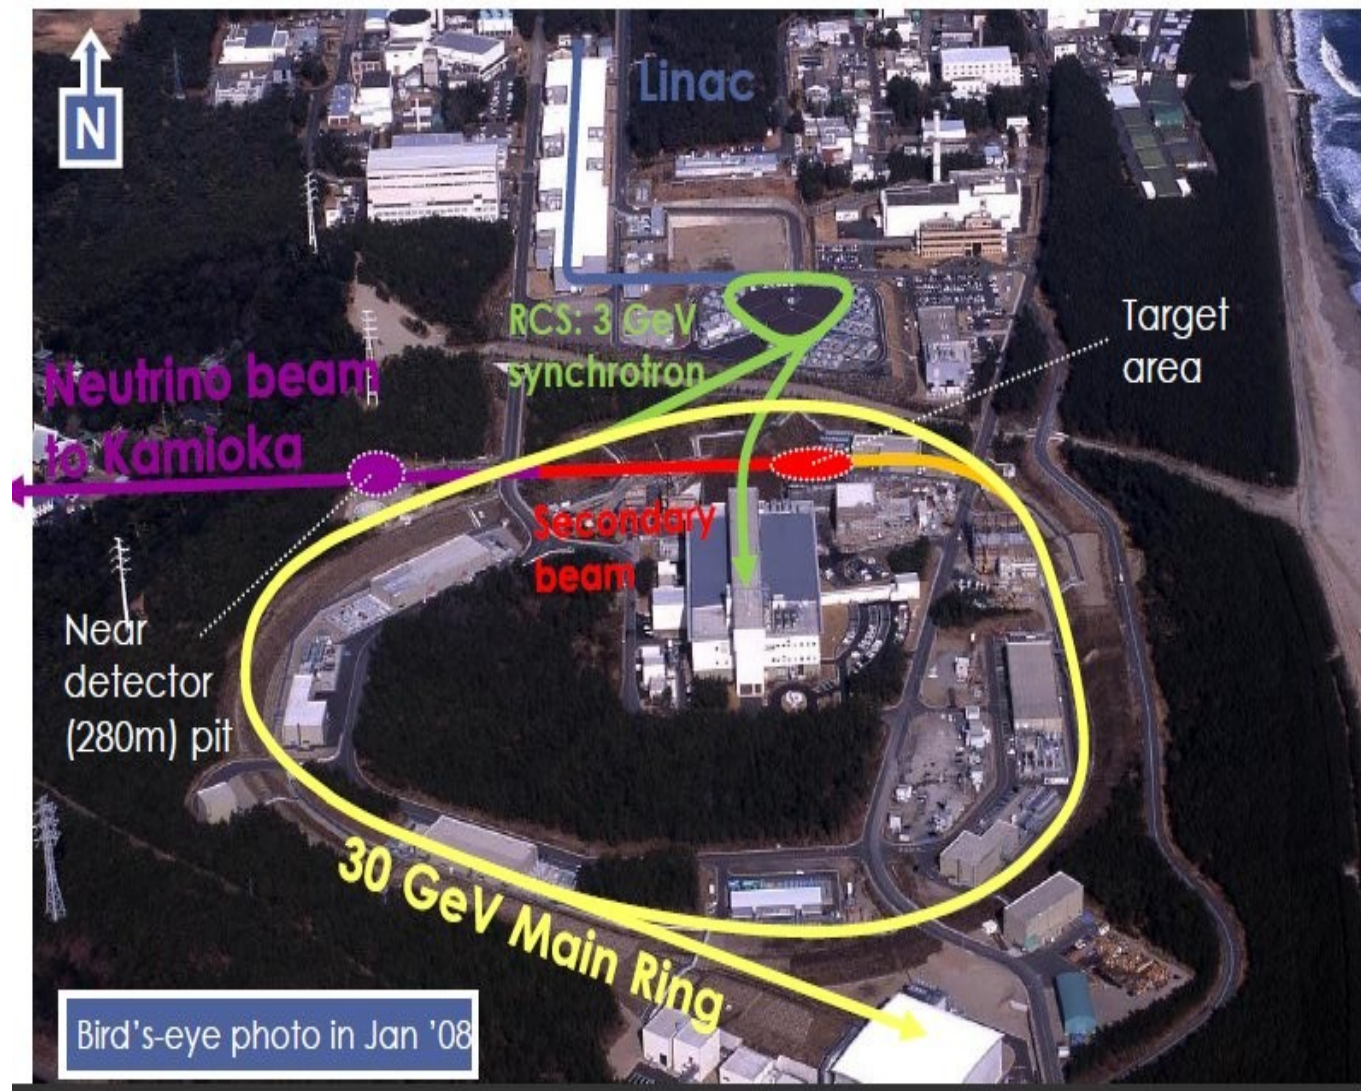 N
Linac
RCS: 3 GeV
synchrotron
Target
area
Neutrino beam
to Kamioka
Secondary
beam
Near
detector
(280m) pit
30 GeV Main Ring
Bird's-eye photo in Jan '08